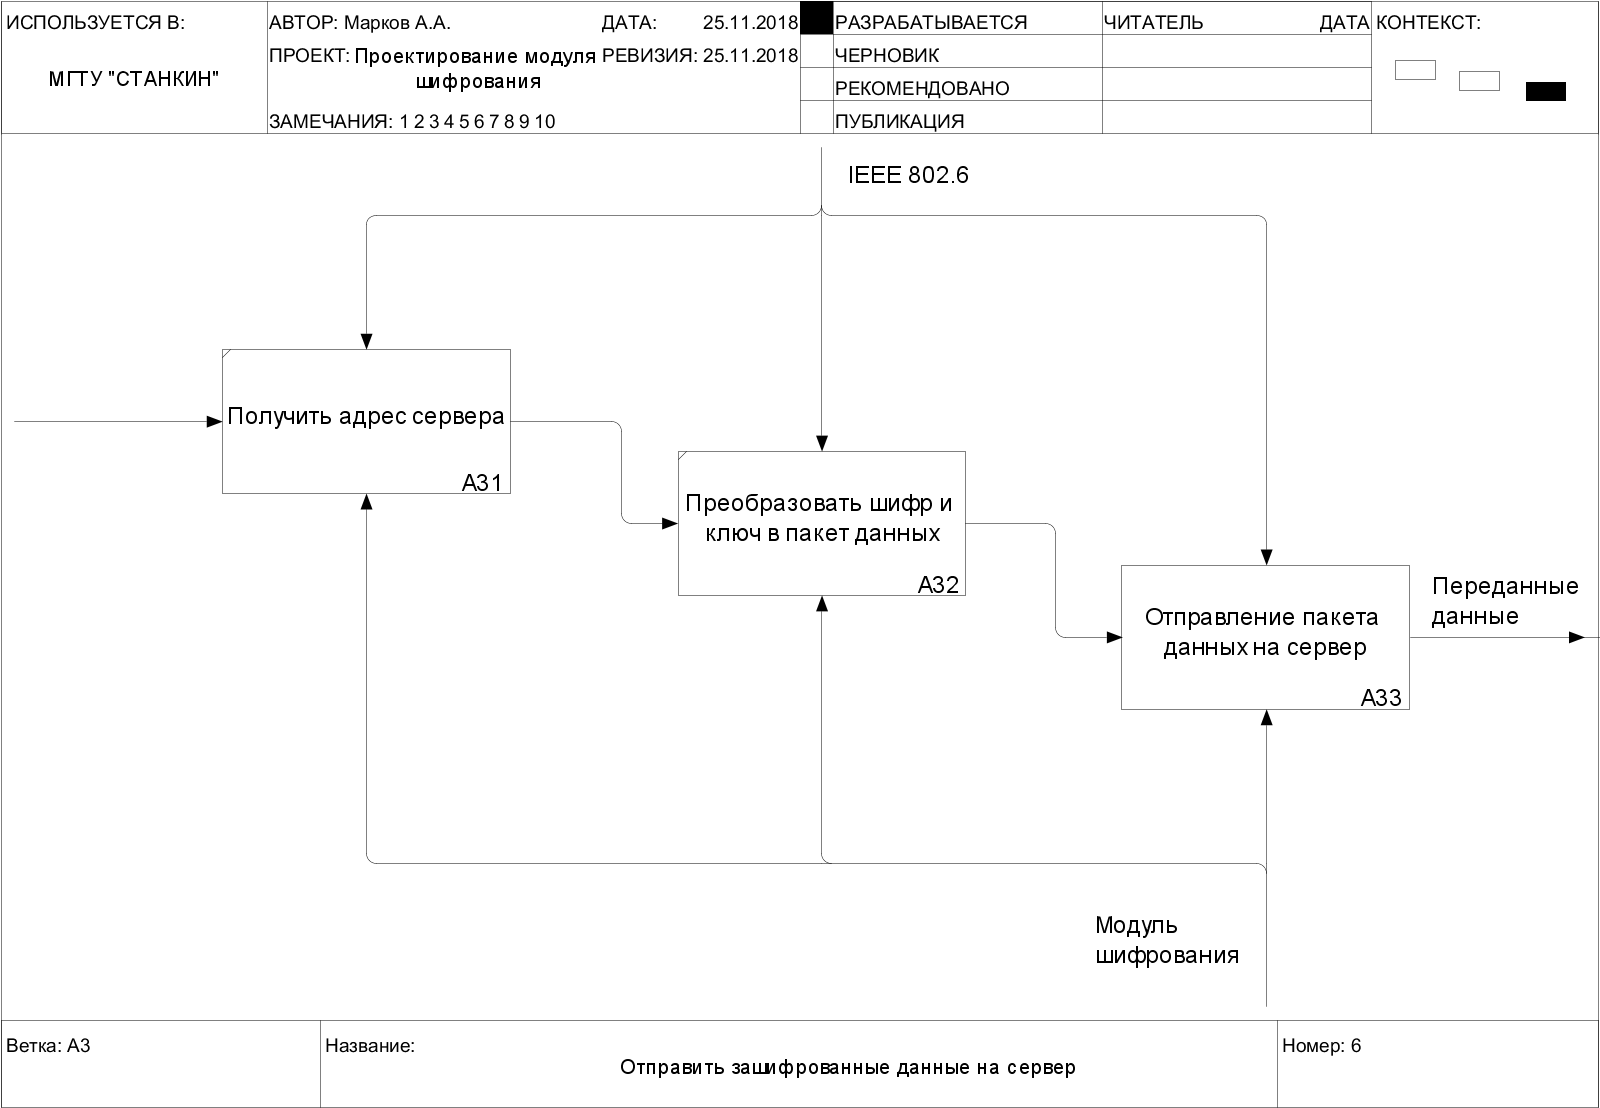 ИСПОЛЬЗУЕТСЯ В:
МГТУ "СТАНКИН"
АВТОР: Марков А.А.
ДАТА: 25.11.2018
ПРОЕКТ: Проектирование модуля
шифрования
РЕВИЗИЯ: 25.11.2018
ЗАМЕЧАНИЯ: 1 2 3 4 5 6 7 8 9 10
РАЗРАБАТЫВАЕТСЯ
ЧЕРНОВИК
РЕКОМЕНДОВАНО
ПУБЛИКАЦИЯ
ЧИТАТЕЛЬ ДАТА
КОНТЕКСТ:
IEEE 802.6
Получить адрес сервера
A31
Преобразовать шифр и
ключ в пакет данных
A32
Отправление пакета
данных на сервер
A33
Переданные
данные
Модуль
шифрования
Ветка: A3
Название:
Отправить зашифрованные данные на сервер
Номер: 6